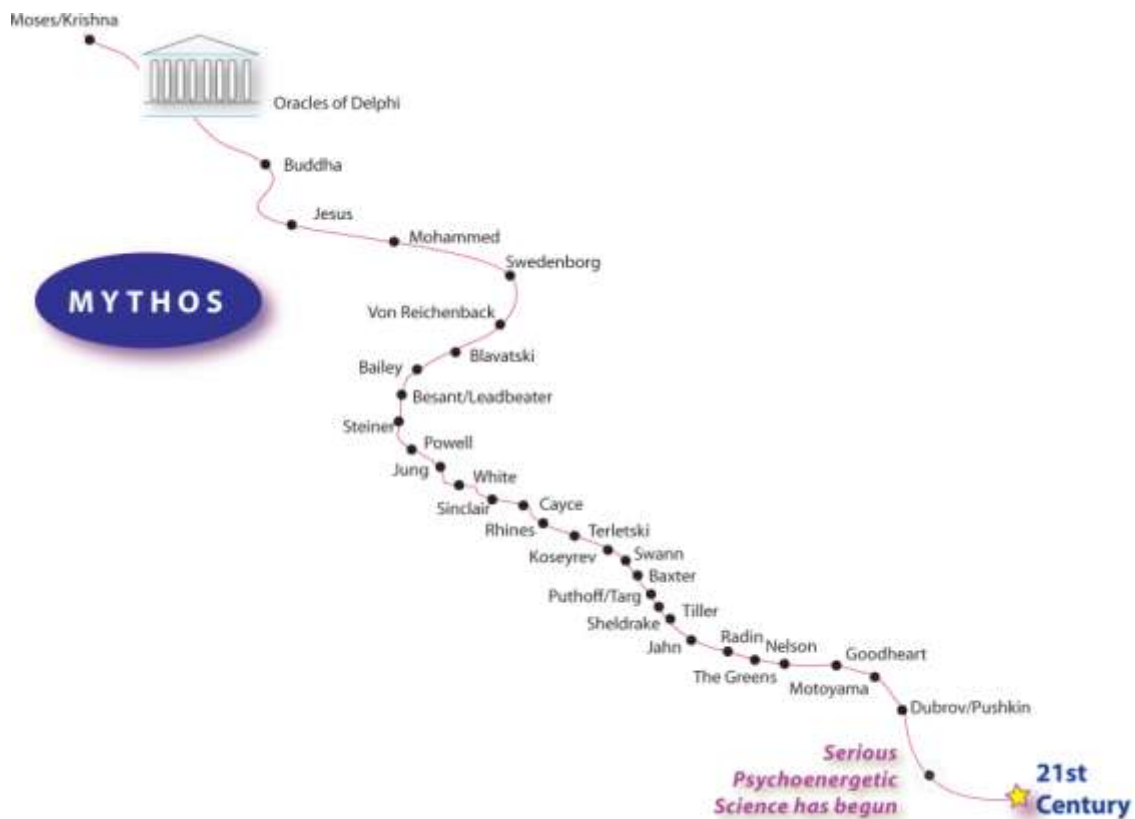 Moses/Krishna
Oracles of Delphi
Buddha
Jesus
Mohammed
Swedenborg
MYTHOS
Von Reichenback
Blavatski
Bailey
Besant/Leadbeater
Steiner
Powell
Jung
White
Sinclair
Cayce
Rhines
Terletski
Koseyrev
Swann
Baxter
Puthoff/Targ
Tiller
Sheldrake
Jahn
Radin
Nelson
The Greens
Goodheart
Motoyama
Dubrov/Pushkin
Serious
Psychoenergetic
Science has begun
21st
Century